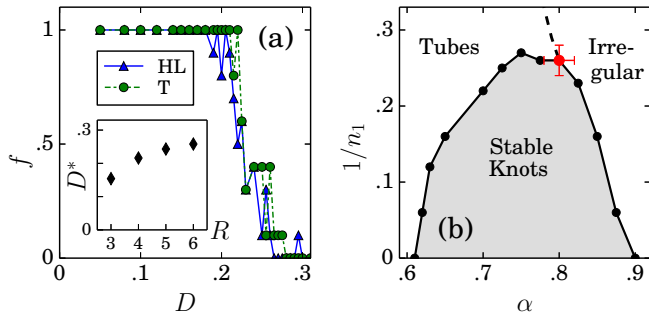 (a)
HL
T
f
1
.5
0
D*
.3
0
3 4 5 6
R
0 .1 .2 .3
D
Tubes
Irre-
gular
Stable
Knots
(b)
1/n₁
.2
.1
0
.6 .7 .8 .9
α